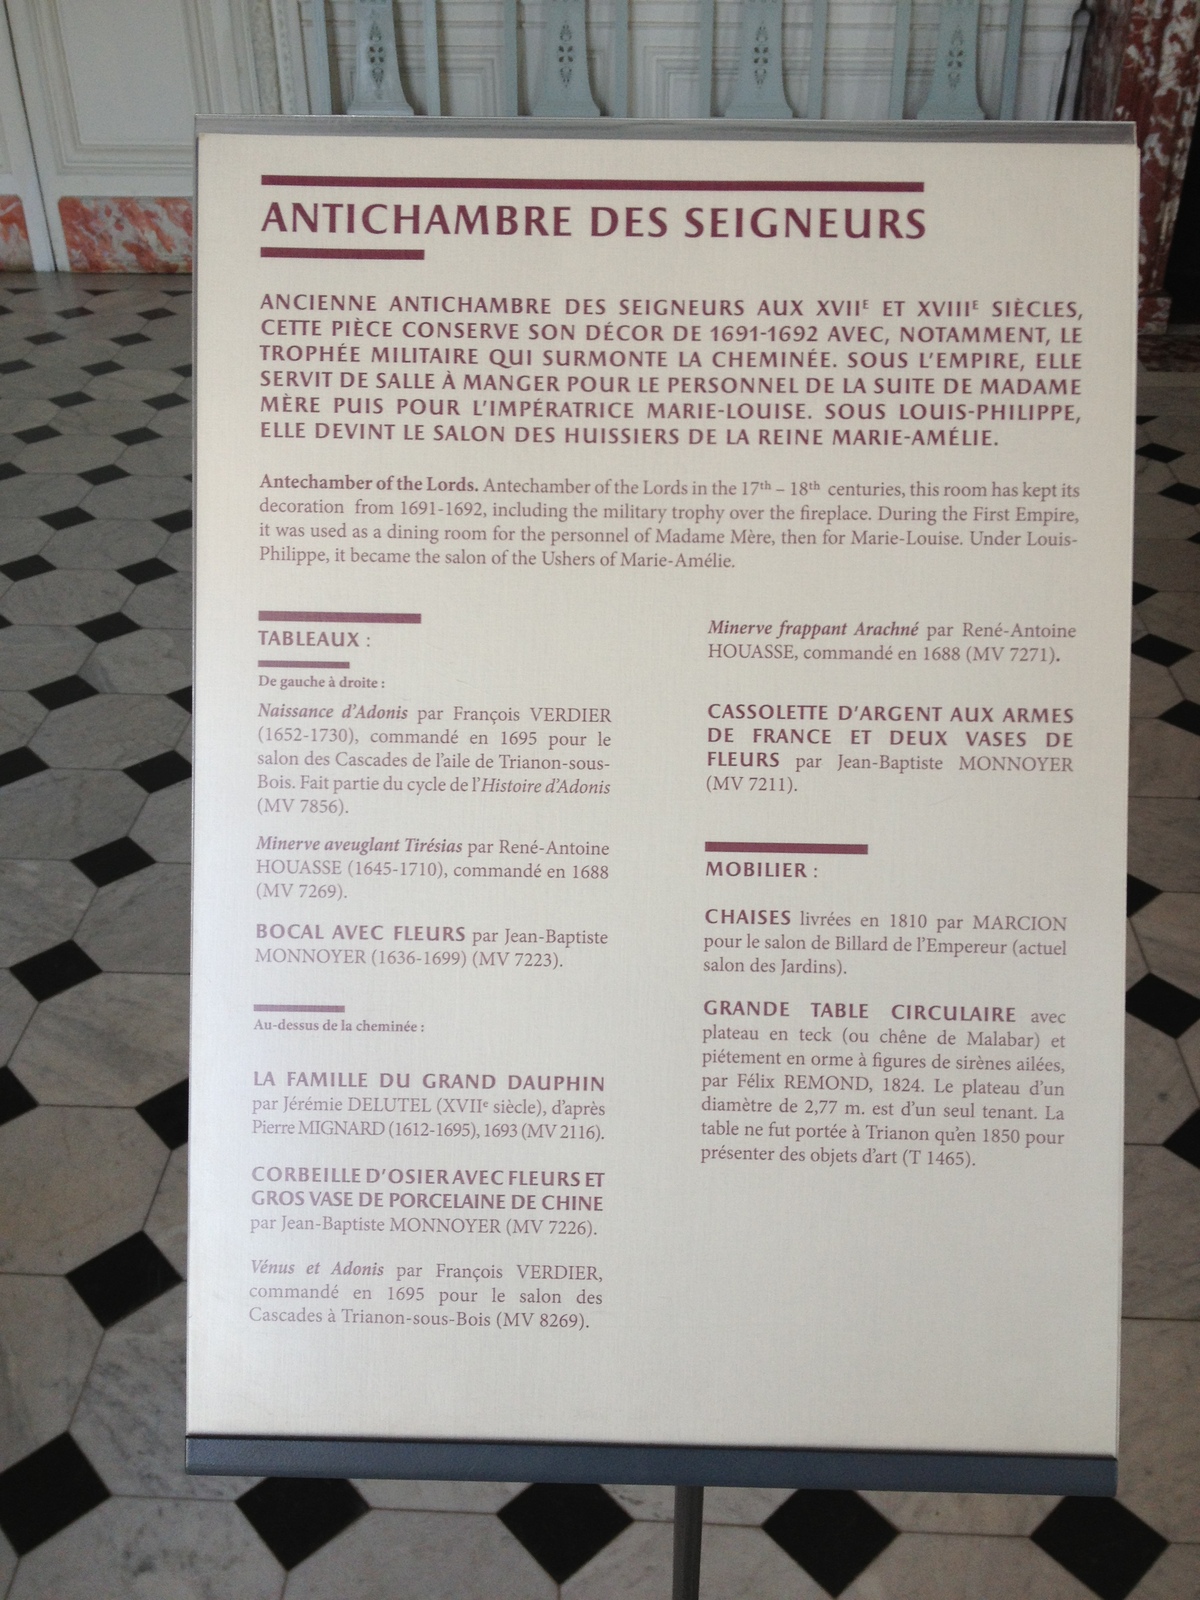 ANTICHAMBRE DES SEIGNEURS
ANCIENNE ANTICHAMBRE DES SEIGNEURS AUX XVIIE ET XVIIIE SIÈCLES,
CETTE PIÈCE CONSERVE SON DÉCOR DE 1691-1692 AVEC, NOTAMMENT, LE
TROPHÉE MILITAIRE QUI SURMONTE LA CHEMINÉE. SOUS L'EMPIRE, ELLE
SERVIT DE SALLE À MANGER POUR LE PERSONNEL DE LA SUITE DE MADAME
MÈRE PUIS POUR L'IMPÉRATRICE MARIE-LOUISE. SOUS LOUIS-PHILIPPE,
ELLE DEVINT LE SALON DES HUISSIERS DE LA REINE MARIE-AMÉLIE.
Antechamber of the Lords. Antechamber of the Lords in the 17th – 18th centuries, this room has kept its
decoration from 1691-1692, including the military trophy over the fireplace. During the First Empire,
it was used as a dining room for the personnel of Madame Mère, then for Marie-Louise. Under Louis-
Philippe, it became the salon of the Ushers of Marie-Amélie.
TABLEAUX :
De gauche à droite :
Naissance d'Adonis par François VERDIER
(1652-1730), commandé en 1695 pour le
salon des Cascades de l'aile de Trianon-sous-
Bois. Fait partie du cycle de l'Histoire d'Adonis
(MV 7856).
Minerve aveuglant Tirésias par René-Antoine
HOUASSE (1645-1710), commandé en 1688
(MV 7269).
BOCAL AVEC FLEURS par Jean-Baptiste
MONNOYER (1636-1699) (MV 7223).
Au-dessus de la cheminée :
LA FAMILLE DU GRAND DAUPHIN
par Jérémie DELUTEL (XVIIe siècle), d'après
Pierre MIGNARD (1612-1695), 1693 (MV 2116).
CORBEILLE D'OSIER AVEC FLEURS ET
GROS VASE DE PORCELAINE DE CHINE
par Jean-Baptiste MONNOYER (MV 7226).
Vénus et Adonis par François VERDIER,
commandé en 1695 pour le salon des
Cascades à Trianon-sous-Bois (MV 8269).
Minerve frappant Arachné par René-Antoine
HOUASSE, commandé en 1688 (MV 7271).
CASSOLETTE D'ARGENT AUX ARMES
DE FRANCE ET DEUX VASES DE
FLEURS par Jean-Baptiste MONNOYER
(MV 7211).
MOBILIER :
CHAISES livrées en 1810 par MARCION
pour le salon de Billard de l'Empereur (actuel
salon des Jardins).
GRANDE TABLE CIRCULAIRE avec
plateau en teck (ou chêne de Malabar) et
piétement en orme à figures de sirènes ailées,
par Félix REMOND, 1824. Le plateau d'un
diamètre de 2,77 m. est d'un seul tenant. La
table ne fut portée à Trianon qu'en 1850 pour
présenter des objets d'art (T 1465).